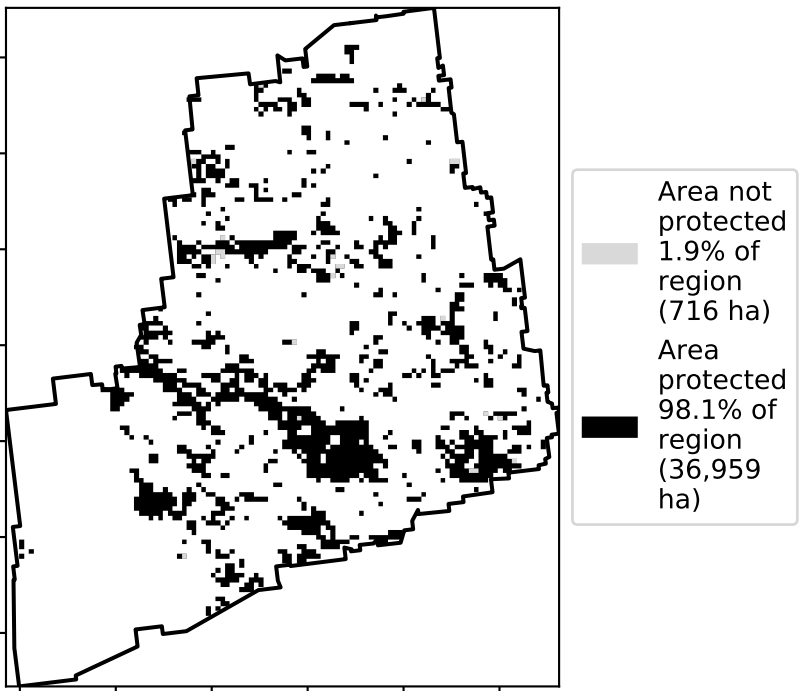 Area not
protected
1.9% of
region
(716 ha)
Area
protected
98.1% of
region
(36,959
ha)